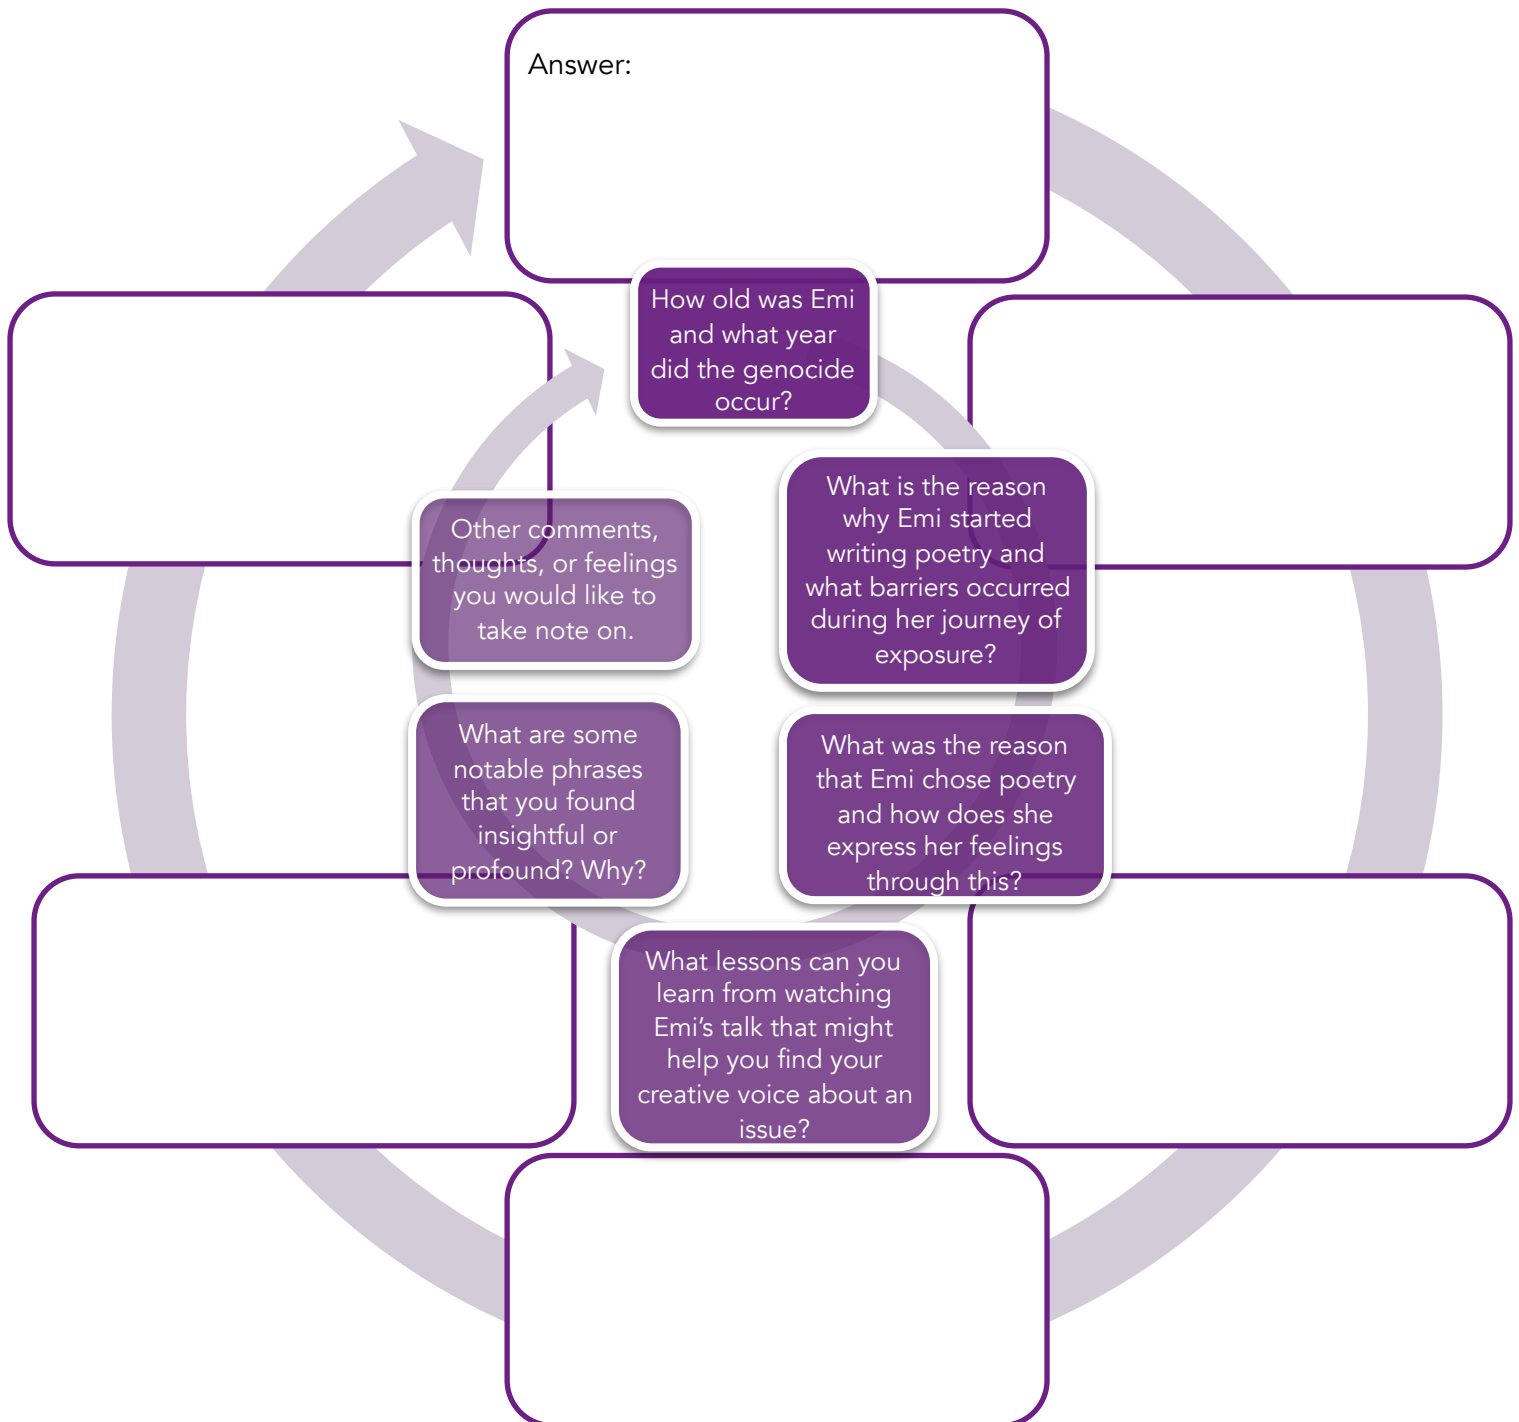 Answer:
How old was Emi
and what year
did the genocide
occur?
What is the reason
why Emi started
writing poetry and
what barriers occurred
during her journey of
exposure?
What was the reason
that Emi chose poetry
and how does she
express her feelings
through this?
What lessons can you
learn from watching
Emi’s talk that might
help you find your
creative voice about an
issue?
What are some
notable phrases
that you found
insightful or
profound? Why?
Other comments,
thoughts, or feelings
you would like to
take note on.